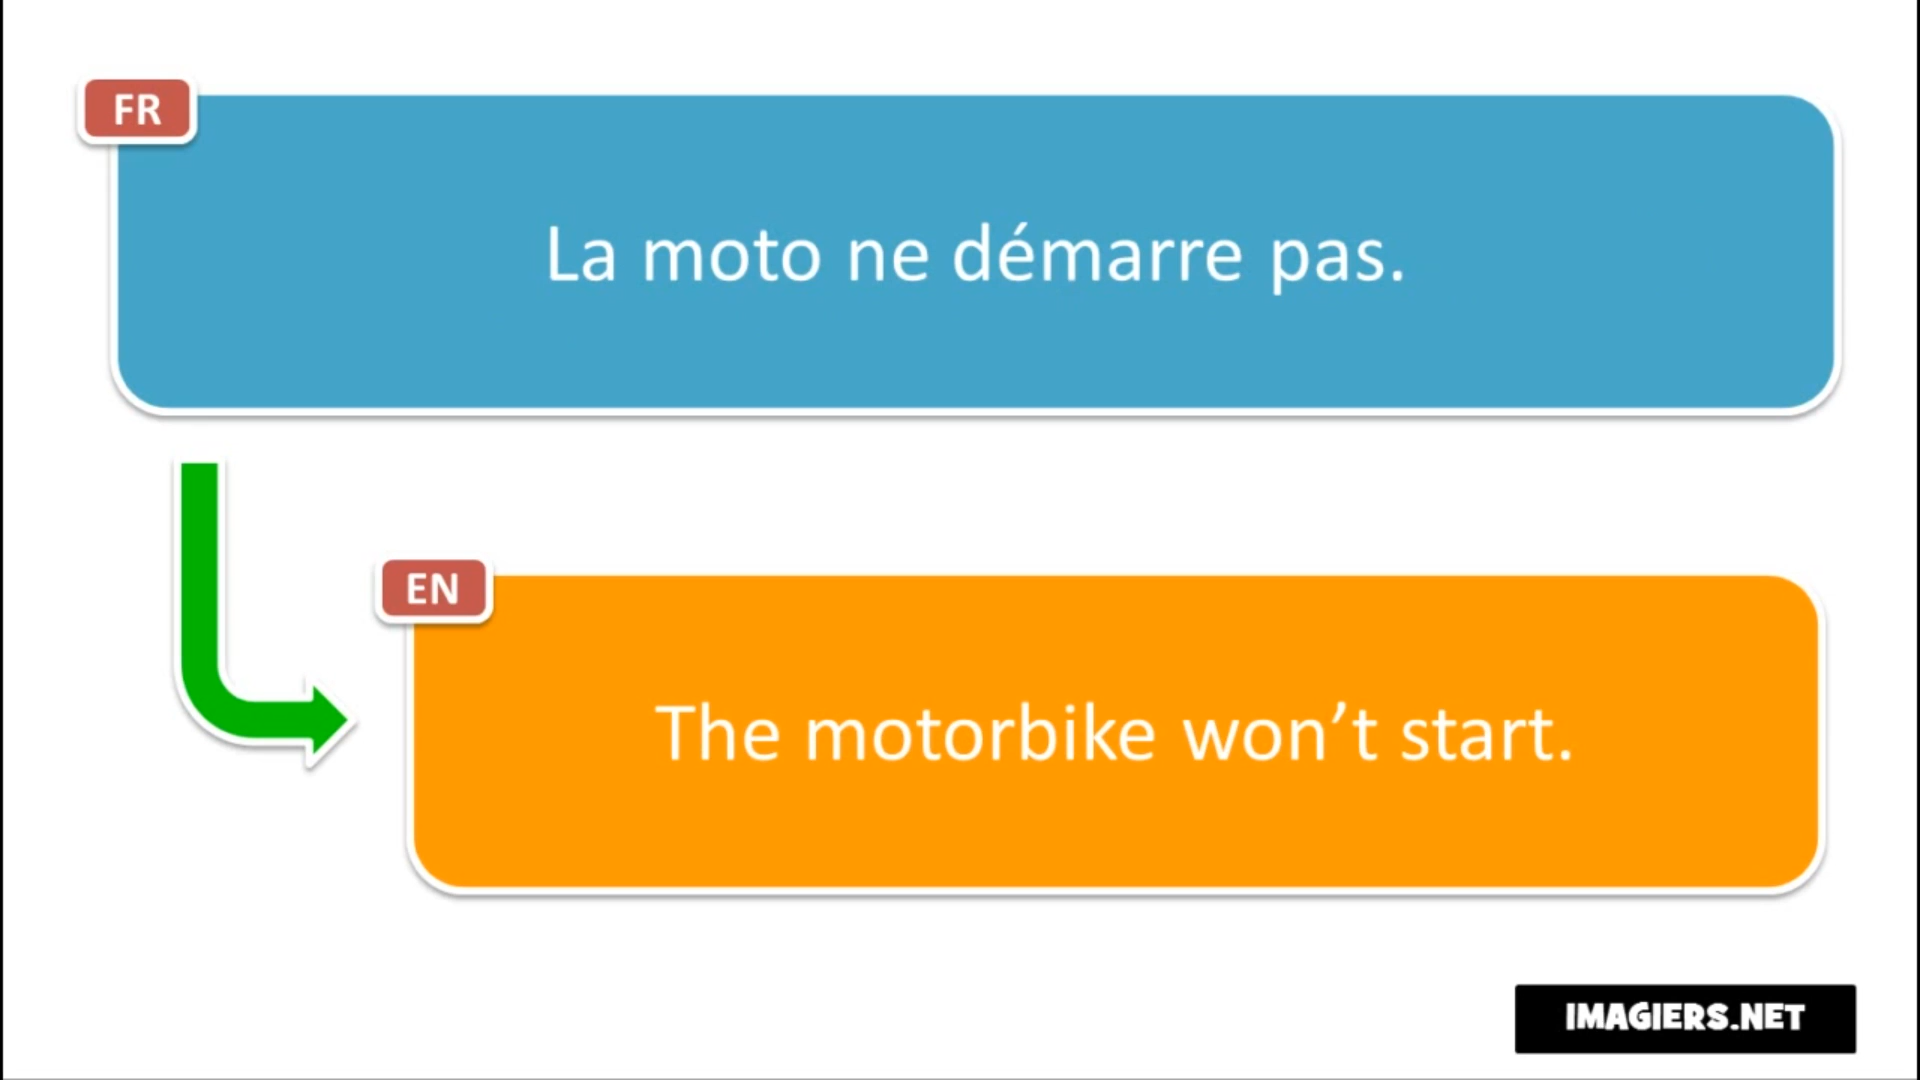 FR
La moto ne démarre pas.
EN
The motorbike won’t start.
IMAGIERS.NET